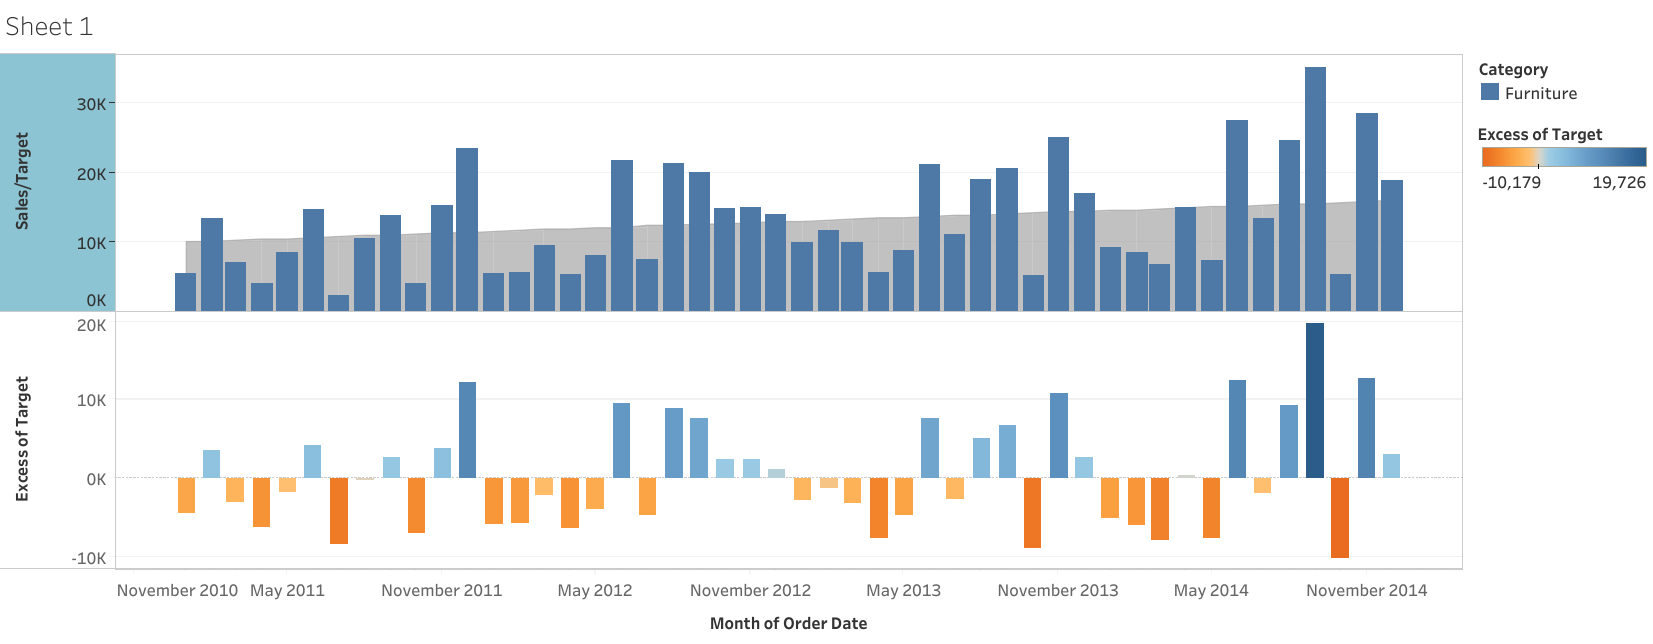 Sheet 1
Sales/Target
30K
20K
10K
0K
Excess of Target
20K
10K
0K
-10K
November 2010 May 2011 November 2011 May 2012 November 2012 May 2013 November 2013 May 2014 November 2014
Month of Order Date
Category
Furniture
Excess of Target
-10,179 19,726